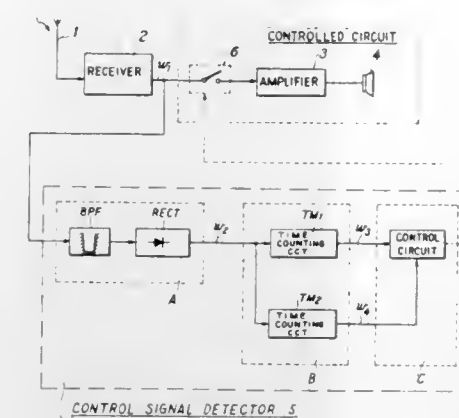 CONTROLLED CIRCUIT
1
2
RECEIVER
W₁
6
3
AMPLIFIER
4
BPF
RECT
W₂
A
TM₁
TIME
COUNTING
CCT
W₃
TM₂
TIME
COUNTING
CCT
W₄
B
CONTROL
CIRCUIT
C
CONTROL SIGNAL DETECTOR 5